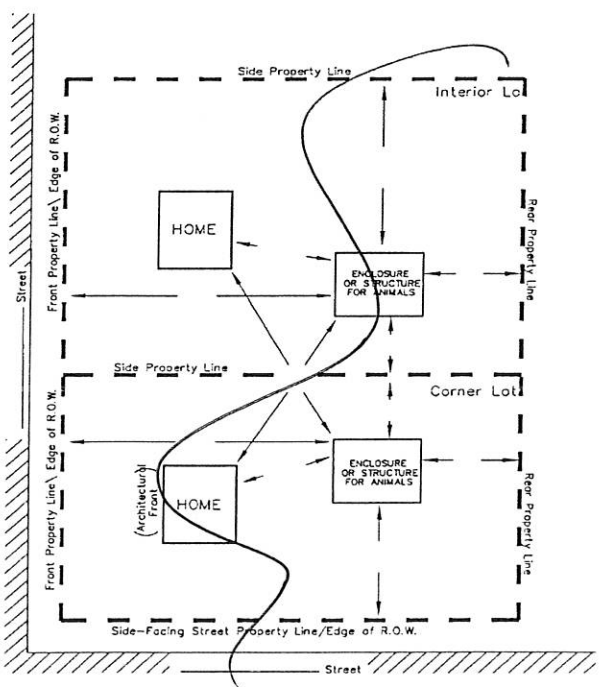 Side Property Line
Interior Lo
Front Property Line\ Edge of R.O.W.
HOME
ENCLOSURE
OR STRUCTURE
FOR ANIMALS
Rear Property
Line
Street
Side Property Line
Corner Lot
Front Property Line\ Edge of R.O.W.
(Architectural
Front)
HOME
ENCLOSURE
OR STRUCTURE
FOR ANIMALS
Rear Property
Line
Side-Facing Street Property Line/Edge of R.O.W.
Street